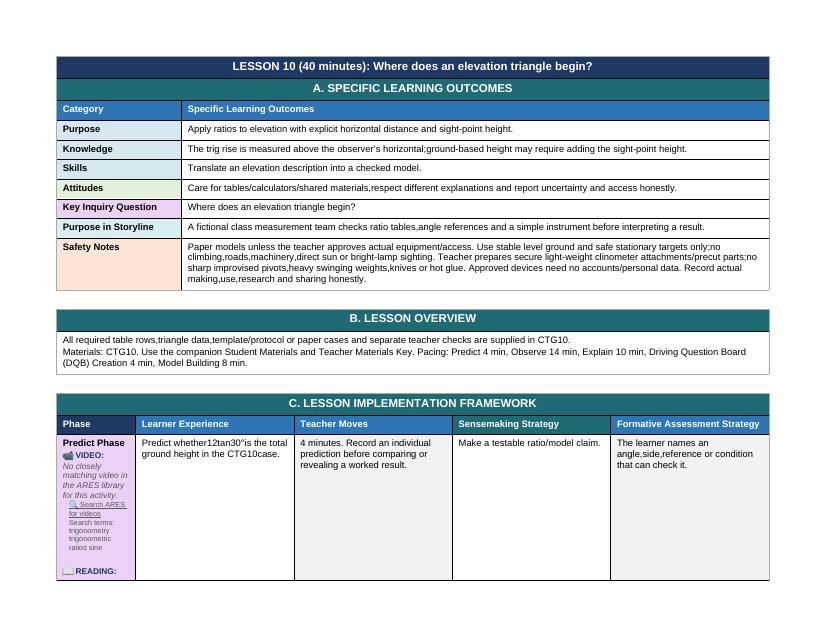 LESSON 10 (40 minutes): Where does an elevation triangle begin?
A. SPECIFIC LEARNING OUTCOMES
Category Specific Learning Outcomes
Purpose Apply ratios to elevation with explicit horizontal distance and sight-point height.
Knowledge The trig rise is measured above the observer's horizontal;ground-based height may require adding the sight-point height.
Skills Translate an elevation description into a checked model.
Attitudes Care for tables/calculators/shared materials,respect different explanations and report uncertainty and access honestly.
Key Inquiry Question Where does an elevation triangle begin?
Purpose in Storyline A fictional class measurement team checks ratio tables,angle references and a simple instrument before interpreting a result.
Safety Notes Paper models unless the teacher approves actual equipment/access. Use stable level ground and safe stationary targets only;no
climbing,roads,machinery,direct sun or bright-lamp sighting. Teacher prepares secure light-weight clinometer attachments/precut parts;no
sharp improvised pivots,heavy swinging weights,knives or hot glue. Approved devices need no accounts/personal data. Record actual
making,use,research and sharing honestly.
B. LESSON OVERVIEW
All required table rows,triangle data,template/protocol or paper cases and separate teacher checks are supplied in CTG10.
Materials: CTG10. Use the companion Student Materials and Teacher Materials Key. Pacing: Predict 4 min, Observe 14 min, Explain 10 min, Driving Question Board
(DQB) Creation 4 min, Model Building 8 min.
C. LESSON IMPLEMENTATION FRAMEWORK
Phase Learner Experience Teacher Moves Sensemaking Strategy Formative Assessment Strategy
Predict Phase
📹 VIDEO:
No closely
matching video in
the ARES library
for this activity.
🔍 Search ARES
for videos
Search terms:
trigonometry
trigonometric
ratios sine
📖 READING:
Predict whether12tan30°is the total
ground height in the CTG10case.
4 minutes. Record an individual
prediction before comparing or
revealing a worked result.
Make a testable ratio/model claim.
The learner names an
angle,side,reference or condition
that can check it.